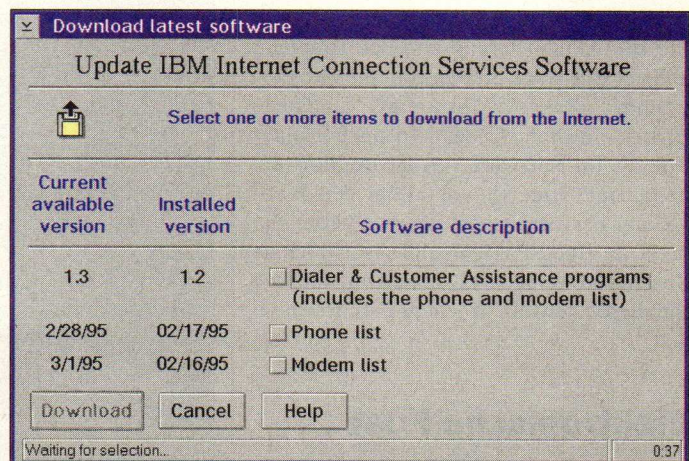 Download latest software
Update IBM Internet Connection Services Software
Select one or more items to download from the Internet.
Current available version Installed version Software description
1.3 1.2 Dialer & Customer Assistance programs
(includes the phone and modem list)
2/28/95 02/17/95 Phone list
3/1/95 02/16/95 Modem list
Download Cancel Help
Waiting for selection... 0:37